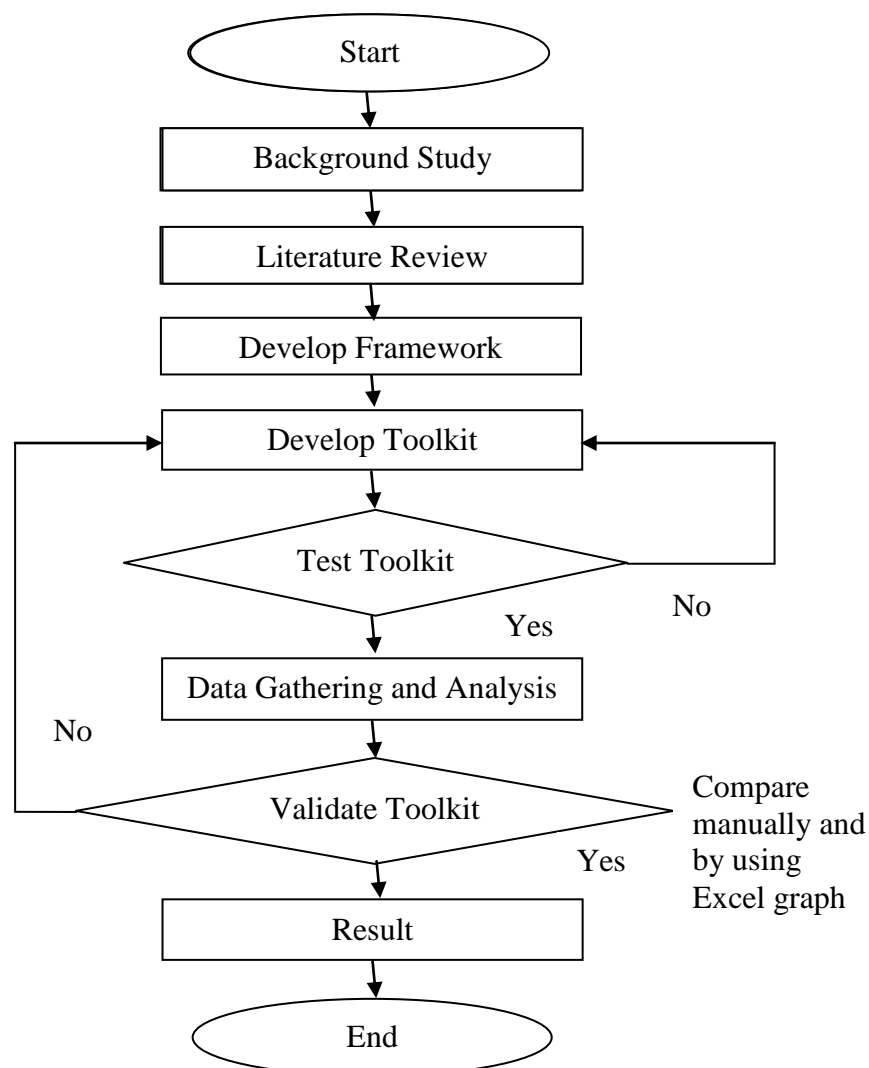 Start
Background Study
Literature Review
Develop Framework
Develop Toolkit
Test Toolkit
No
Yes
Data Gathering and Analysis
No
Validate Toolkit
Compare
manually and
by using
Excel graph
Yes
Result
End